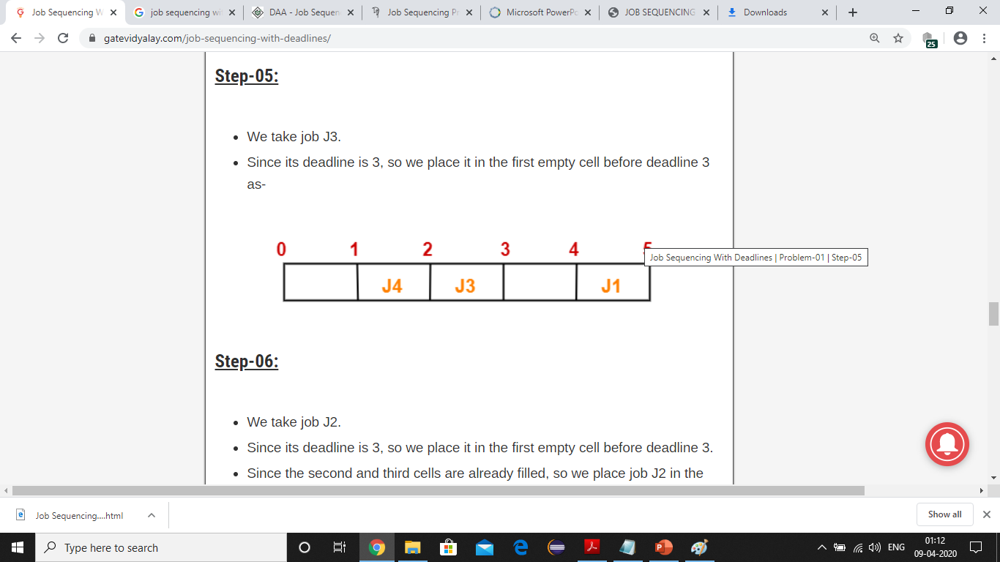 Job Sequencing W
job sequencing wi
DAA - Job Sequen
Job Sequencing Pr
Microsoft PowerPo
JOB SEQUENCING
Downloads
gatevidyalay.com/job-sequencing-with-deadlines/
25
Step-05:
• We take job J3.
• Since its deadline is 3, so we place it in the first empty cell before deadline 3
as-
0 1 2 3 4 5
Job Sequencing With Deadlines | Problem-01 | Step-05
J4 J3 J1
Step-06:
• We take job J2.
• Since its deadline is 3, so we place it in the first empty cell before deadline 3.
• Since the second and third cells are already filled, so we place job J2 in the
Job Sequencing....html
Show all
Type here to search
ENG
01:12
09-04-2020